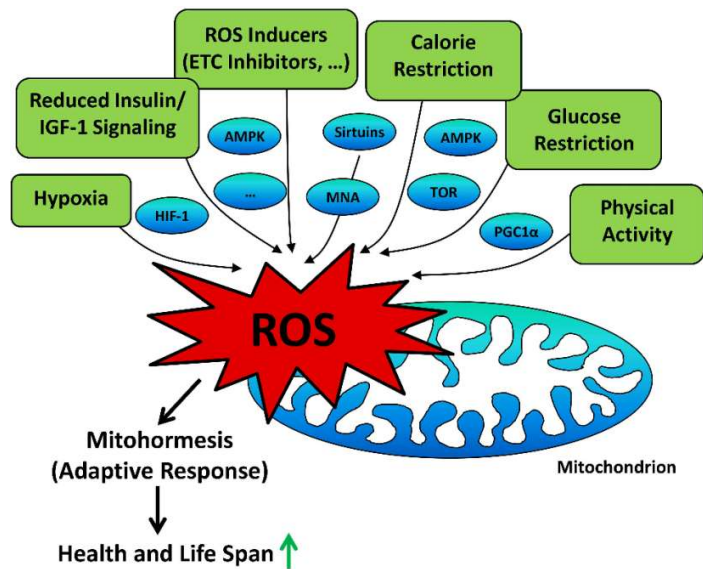 ROS Inducers
(ETC Inhibitors, ...)
Calorie
Restriction
Reduced Insulin/
IGF-1 Signaling
Glucose
Restriction
Hypoxia
Physical
Activity
AMPK
Sirtuins
AMPK
...
MNA
TOR
HIF-1
PGC1α
ROS
Mitohormesis
(Adaptive Response)
Mitochondrion
Health and Life Span